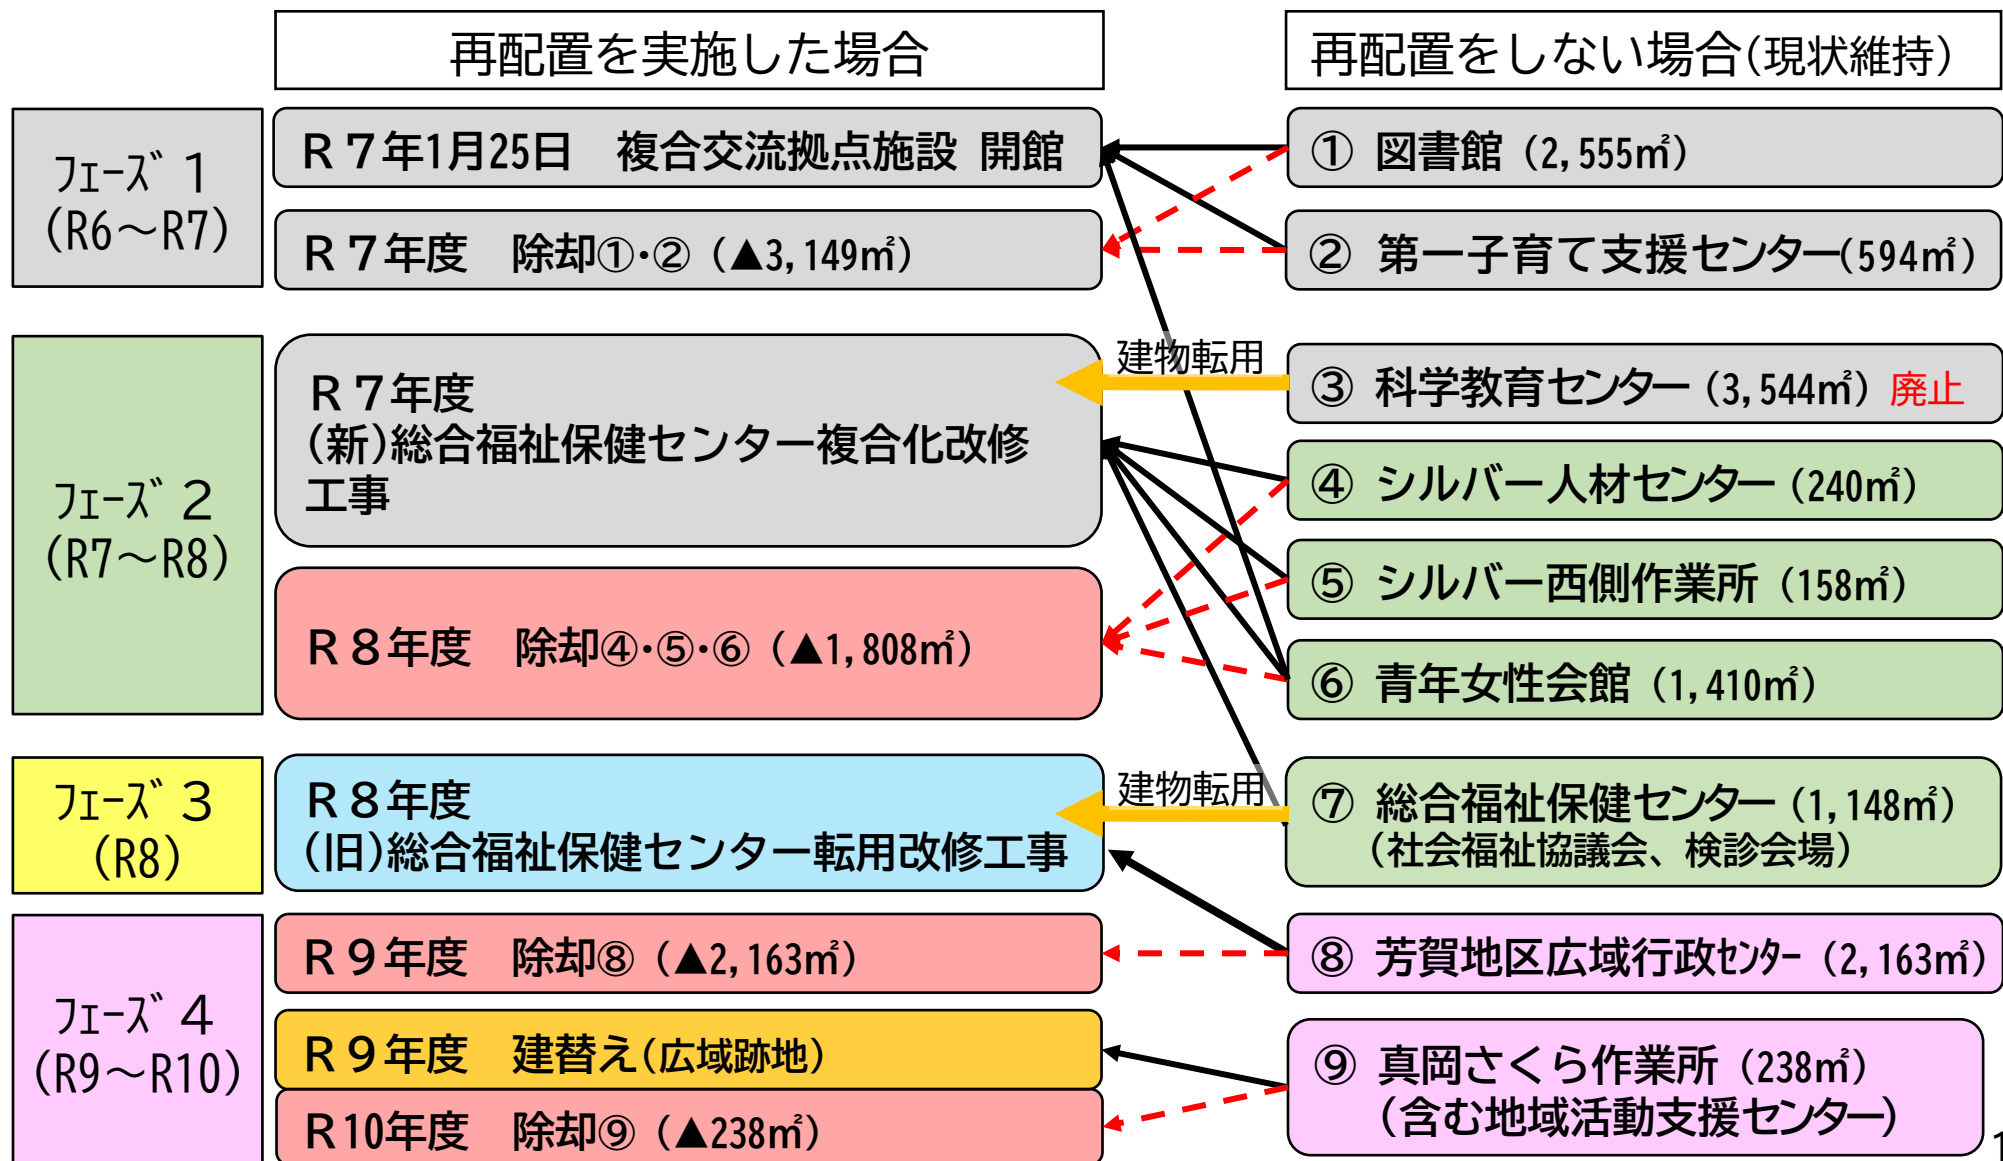 再配置を実施した場合
再配置をしない場合(現状維持)
ﾌｪｰｽﾞ 1
(R6～R7)
R 7年1月25日　複合交流拠点施設 開館
① 図書館 (2,555㎡)
R 7年度　除却①・② (▲3,149㎡)
② 第一子育て支援センター(594㎡)
ﾌｪｰｽﾞ 2
(R7～R8)
R 7年度
(新)総合福祉保健センター複合化改修
工事
建物転用
③ 科学教育センター (3,544㎡) 廃止
④ シルバー人材センター (240㎡)
⑤ シルバー西側作業所 (158㎡)
R 8年度　除却④・⑤・⑥ (▲1,808㎡)
⑥ 青年女性会館 (1,410㎡)
ﾌｪｰｽﾞ 3
(R8)
R 8年度
(旧)総合福祉保健センター転用改修工事
建物転用
⑦ 総合福祉保健センター (1,148㎡)
(社会福祉協議会、検診会場)
ﾌｪｰｽﾞ 4
(R9～R10)
R 9年度　除却⑧ (▲2,163㎡)
⑧ 芳賀地区広域行政ｾﾝﾀｰ (2,163㎡)
R 9年度　建替え(広域跡地)
R10年度　除却⑨ (▲238㎡)
⑨ 真岡さくら作業所 (238㎡)
(含む地域活動支援センター)